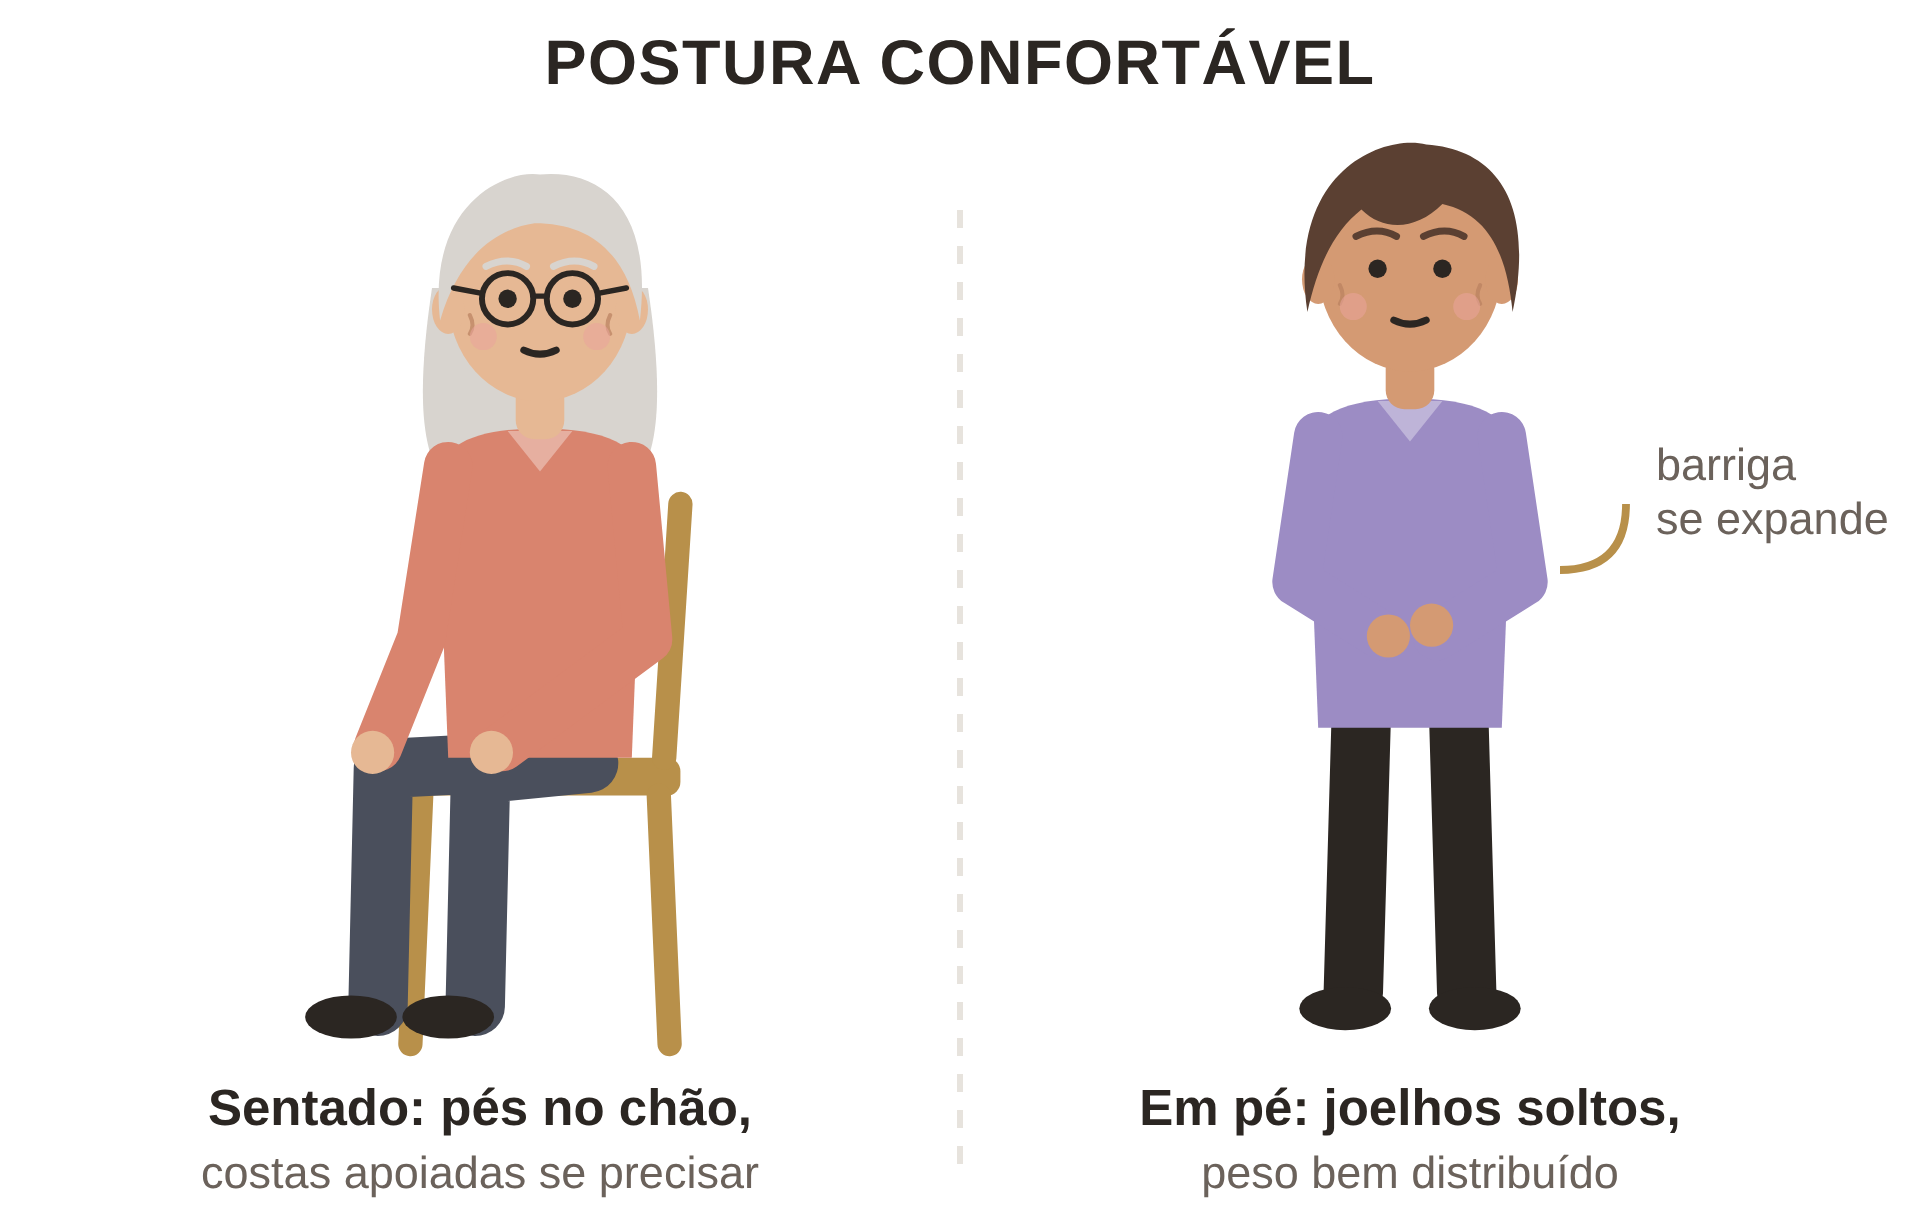 POSTURA CONFORTÁVEL
barriga
se expande
Sentado: pés no chão,
costas apoiadas se precisar
Em pé: joelhos soltos,
peso bem distribuído